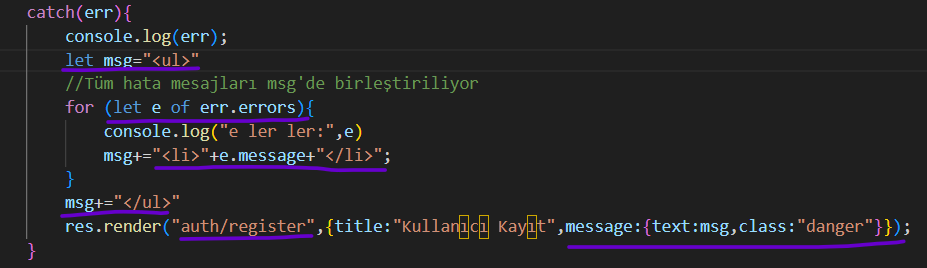 catch(err){
console.log(err);
let msg="<ul>"
//Tüm hata mesajları msg'de birleştiriliyor
for (let e of err.errors){
console.log("e ler ler:",e)
msg+="<li>"+e.message+"</li>";
}
msg+="</ul>"
res.render("auth/register",{title:"Kullanıcı Kayıt",message:{text:msg,class:"danger"}});
}